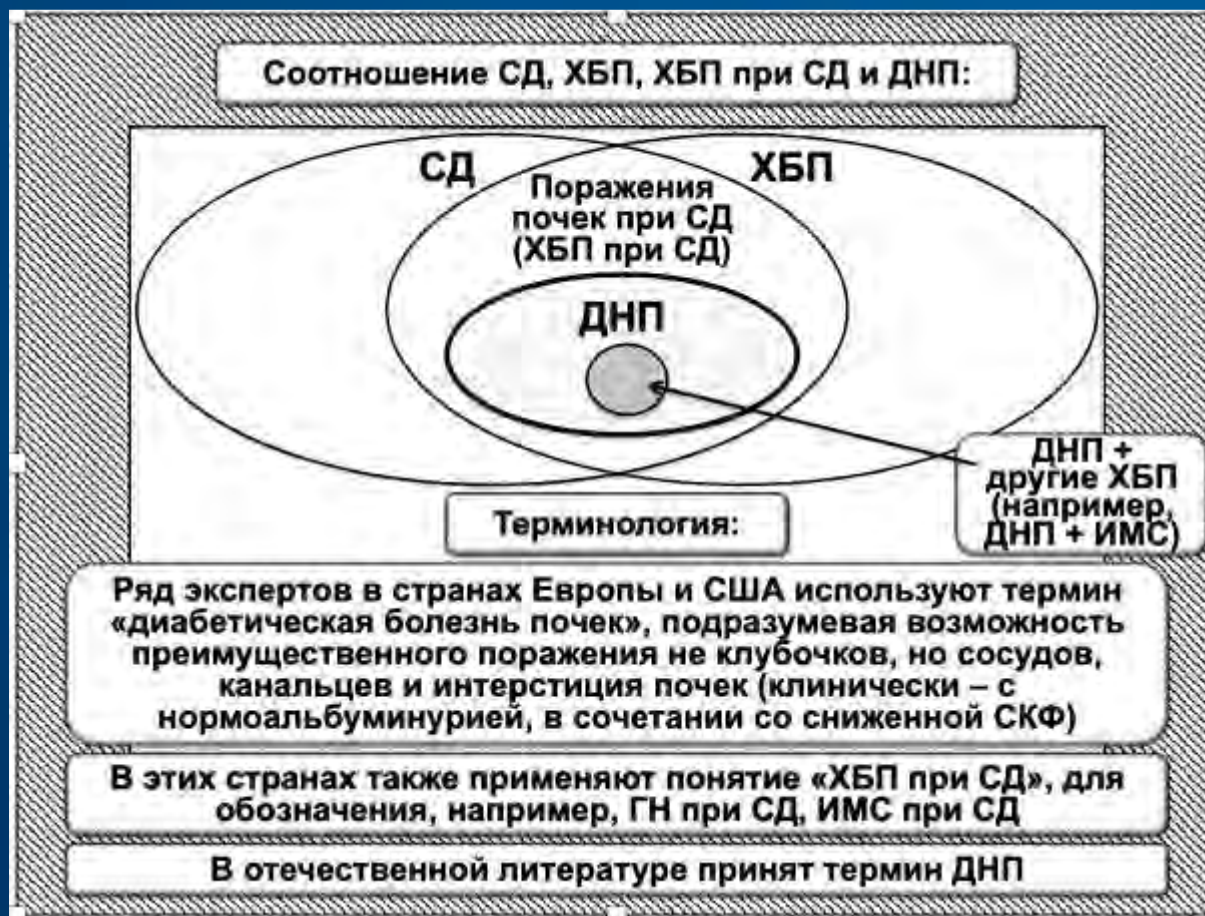 Соотношение СД, ХБП, ХБП при СД и ДНП:
СД
ХБП
Поражения
почек при СД
(ХБП при СД)
ДНП
ДНП +
другие ХБП
(например,
ДНП + ИМС)
Терминология:
Ряд экспертов в странах Европы и США используют термин
«диабетическая болезнь почек», подразумевая возможность
преимущественного поражения не клубочков, но сосудов,
канальцев и интерстиция почек (клинически – с
нормоальбуминурией, в сочетании со сниженной СКФ)
В этих странах также применяют понятие «ХБП при СД», для
обозначения, например, ГН при СД, ИМС при СД
В отечественной литературе принят термин ДНП